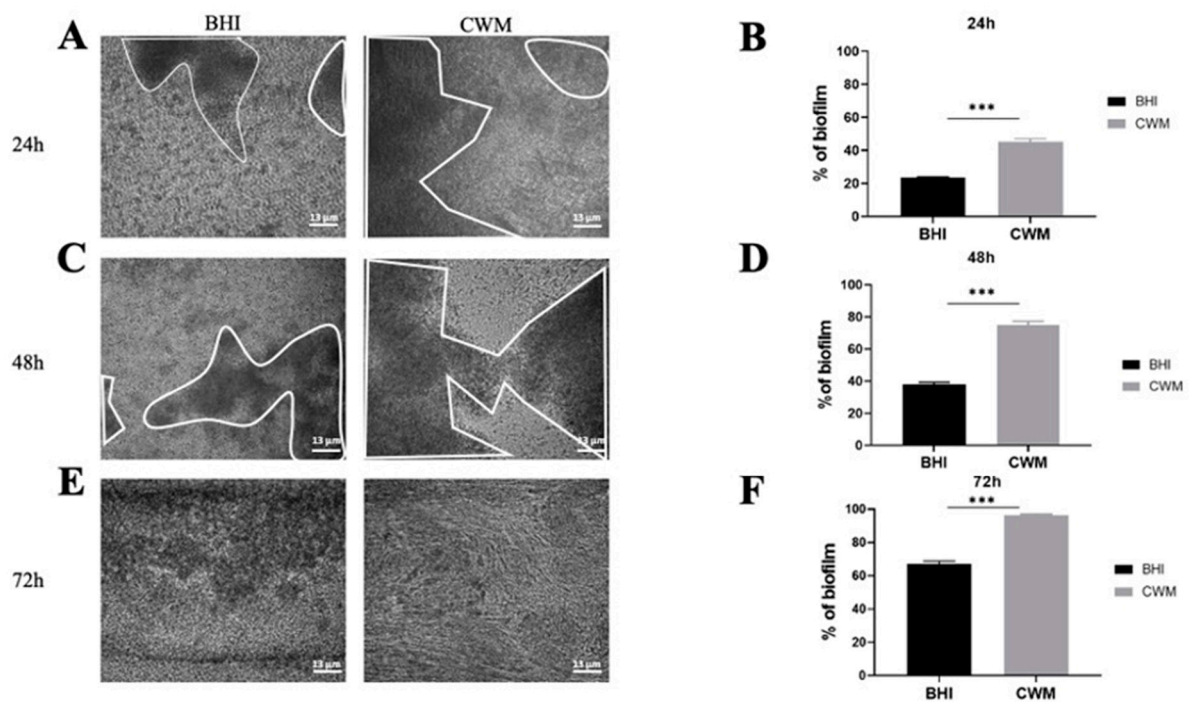 A
BHI
CWM
24h
13 µm
13 µm
B
24h
% of biofilm
100
80
60
40
20
0
***
BHI
CWM
BHI
CWM
C
48h
13 µm
13 µm
D
48h
%of biofilm
100
80
60
40
20
0
***
BHI
CWM
BHI
CWM
E
72h
13 µm
13 µm
F
72h
% of biofilm
100
80
60
40
20
0
***
BHI
CWM
BHI
CWM